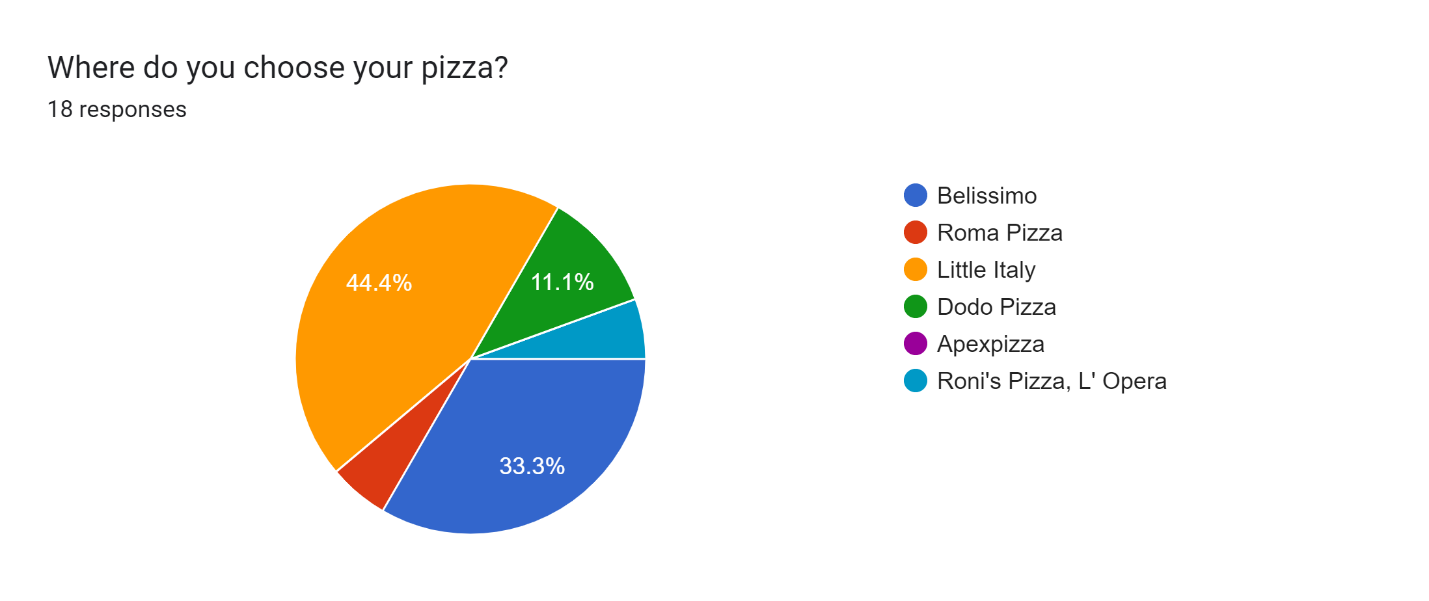 Where do you choose your pizza?
18 responses
44.4%
11.1%
33.3%
Belissimo
Roma Pizza
Little Italy
Dodo Pizza
Apexpizza
Roni's Pizza, L' Opera